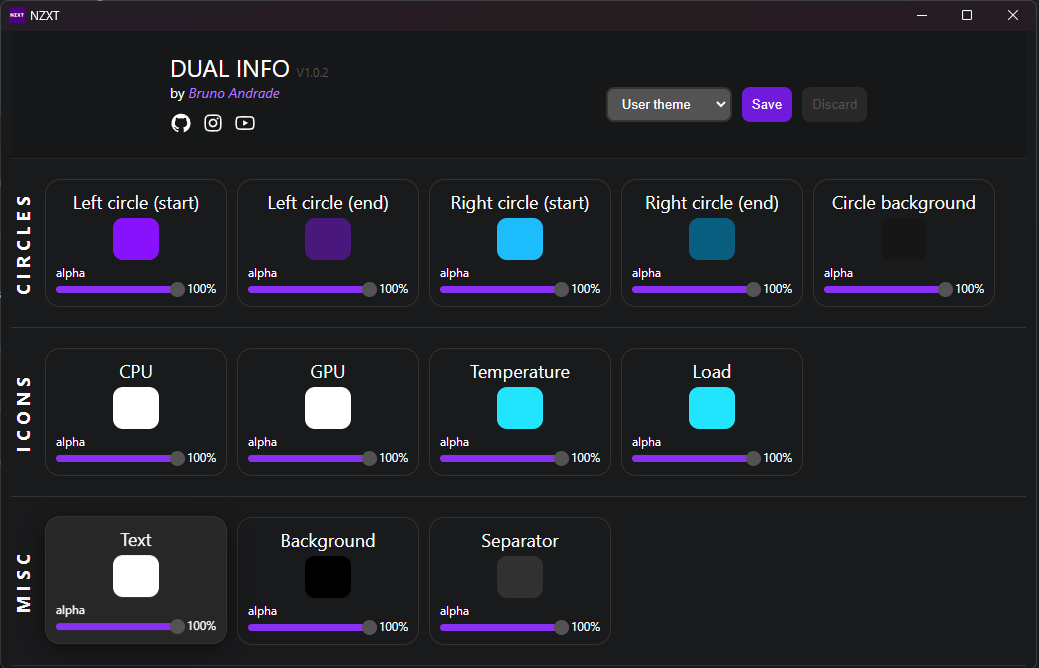 NZXT NZXT
DUAL INFO V1.0.2
by Bruno Andrade
User theme Save Discard
CIRCLES
Left circle (start) Left circle (end) Right circle (start) Right circle (end) Circle background
alpha alpha alpha alpha alpha
100% 100% 100% 100% 100%
ICONS
CPU GPU Temperature Load
alpha alpha alpha alpha
100% 100% 100% 100%
MISC
Text Background Separator
alpha alpha alpha
100% 100% 100%